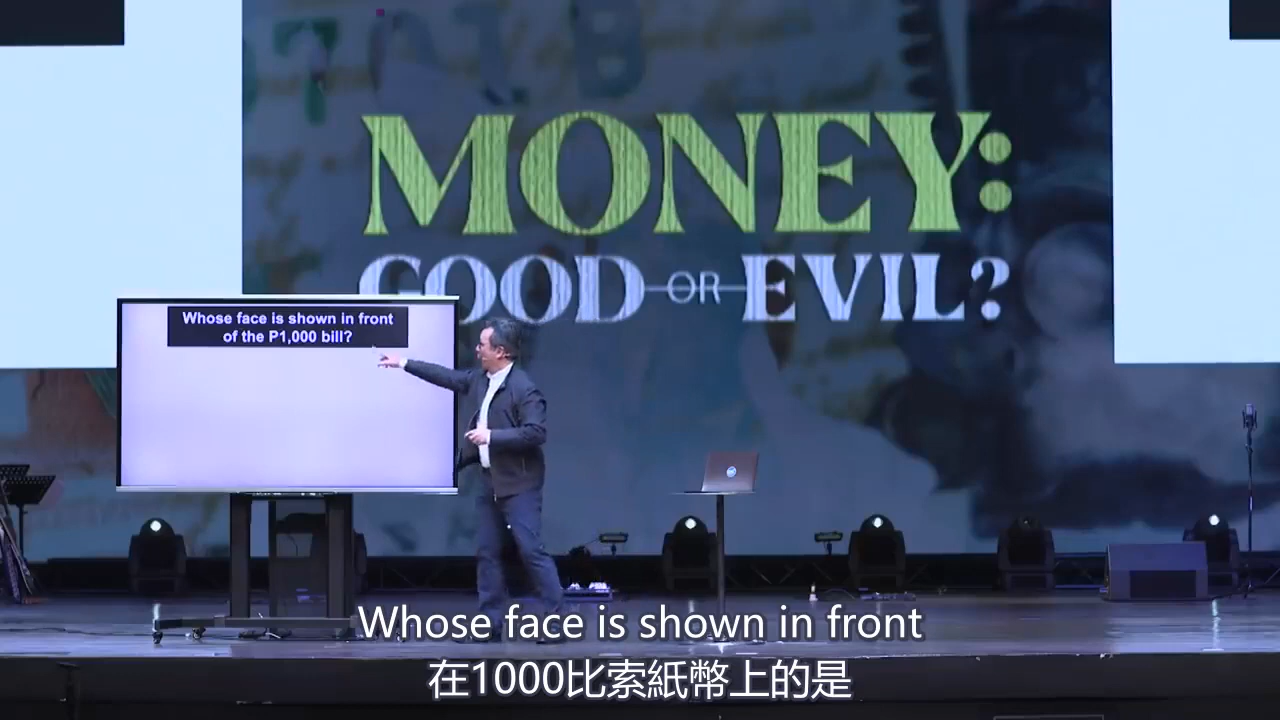 MONEY:
GOOD OR EVIL?
Whose face is shown in front
of the P1,000 bill?
Whose face is shown in front
在1000比索紙幣上的是